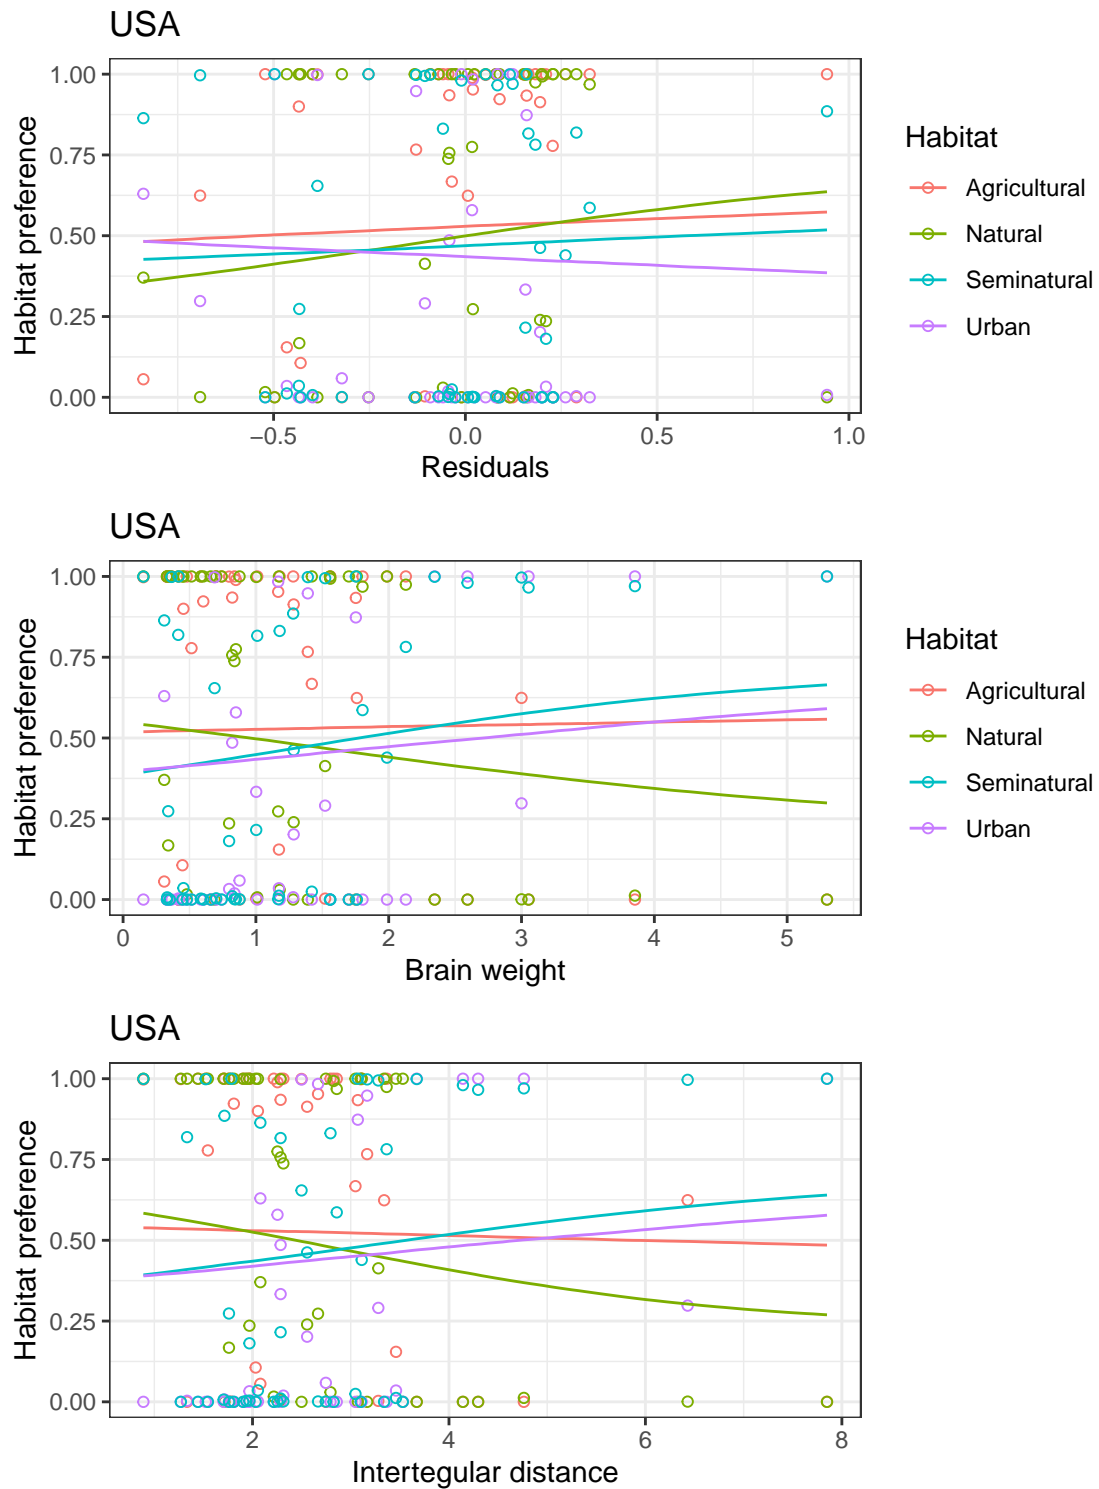 USA
1.00
0.75
0.50
0.25
0.00
Habitat preference
−0.5 0.0 0.5 1.0
Residuals
Habitat
Agricultural
Natural
Seminatural
Urban
USA
1.00
0.75
0.50
0.25
0.00
Habitat preference
0 1 2 3 4 5
Brain weight
Habitat
Agricultural
Natural
Seminatural
Urban
USA
1.00
0.75
0.50
0.25
0.00
Habitat preference
2 4 6 8
Intertegular distance